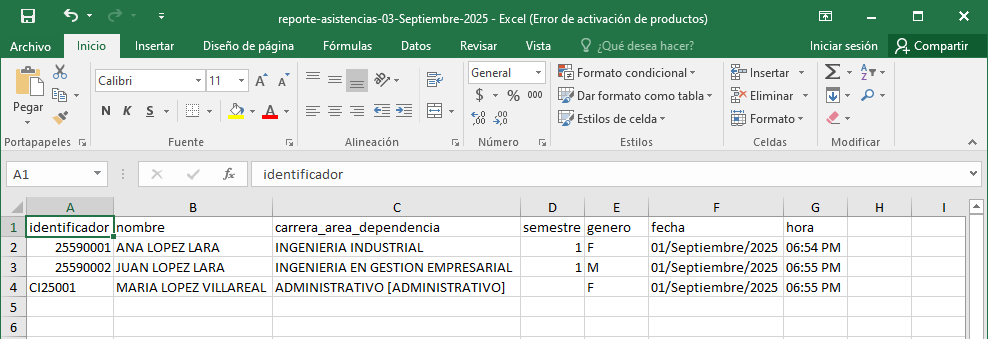 reporte-asistencias-03-Septiembre-2025 - Excel (Error de activación de productos)
Archivo Inicio Insertar Diseño de página Fórmulas Datos Revisar Vista ¿Qué desea hacer? Iniciar sesión Compartir
Pegar
Calibri 11
N K S
General
$ % 000
Formato condicional
Dar formato como tabla
Estilos de celda
Insertar
Eliminar
Formato
Portapapeles Fuente Alineación Número Estilos Celdas Modificar
A1 fx identificador
A B C D E F G H I
1 identificador nombre carrera_area_dependencia semestre genero fecha hora
2 25590001 ANA LOPEZ LARA INGENIERIA INDUSTRIAL 1 F 01/Septiembre/2025 06:54 PM
3 25590002 JUAN LOPEZ LARA INGENIERIA EN GESTION EMPRESARIAL 1 M 01/Septiembre/2025 06:55 PM
4 CI25001 MARIA LOPEZ VILLAREAL ADMINISTRATIVO [ADMINISTRATIVO] F 01/Septiembre/2025 06:55 PM
5
6